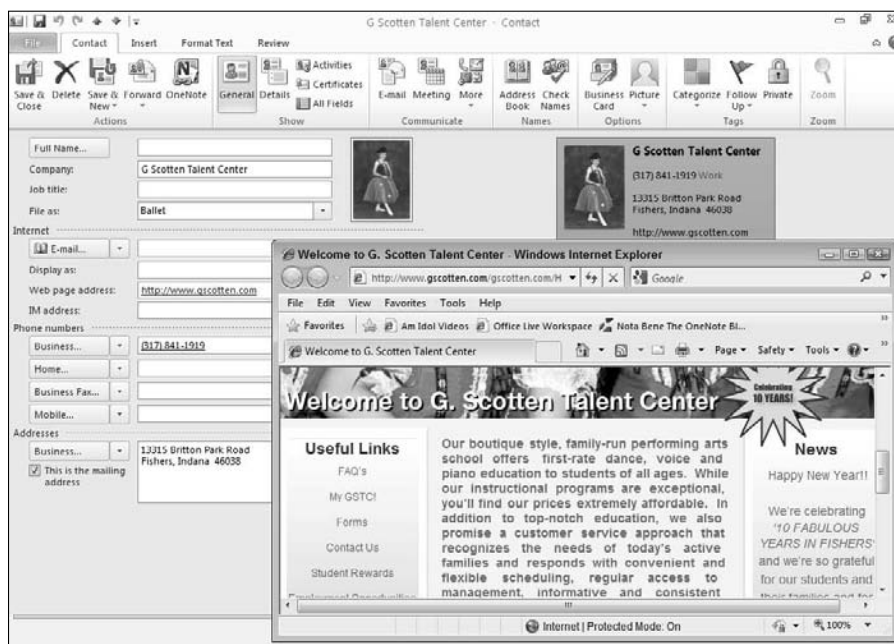 G Scotten Talent Center - Contact
File Contact Insert Format Text Review
Save & Close Delete Save & New Forward OneNote General Details Activities Certificates All Fields E-mail Meeting More Address Book Check Names Business Card Picture Categorize Follow Up Private Zoom
Actions Show Communicate Names Options Tags Zoom
Full Name...
Company: G Scotten Talent Center
Job title:
File as: Ballet
G Scotten Talent Center
(317) 841-1919 Work
13315 Britton Park Road
Fishers, Indana 46038
http://www.gscotten.com
Internet
E-mail...
Display as:
Web page address: http://www.gscotten.com
IM address:
Phone numbers
Business... (317) 841-1919
Home...
Business Fax...
Mobile...
Addresses
Business... 13315 Britton Park Road
Fishers, Indana 46038
This is the mailing address
Welcome to G. Scotten Talent Center - Windows Internet Explorer
http://www.gscotten.com/gscotten.com/H Google
File Edit View Favorites Tools Help
Favorites Am Idol Videos Office Live Workspace Nota Bene The OneNote Bl...
Welcome to G. Scotten Talent Center Page Safety Tools
Welcome to G. Scotten Talent Center
Celebrating
10 YEARS!
Useful Links
FAQ's
My GSTC!
Forms
Contact Us
Student Rewards
Employment Opportunities
Our boutique style, family-run performing arts
school offers first-rate dance, voice and
piano education to students of all ages. While
our instructional programs are exceptional,
you'll find our prices extremely affordable. In
addition to top-notch education, we also
promise a customer service approach that
recognizes the needs of today's active
families and responds with convenient and
flexible scheduling, regular access to
management, informative and consistent
News
Happy New Year!!
We're celebrating
'10 FABULOUS
YEARS IN FISHERS'
and we're so grateful
for our students and
their families and for
Internet | Protected Mode: On 100%